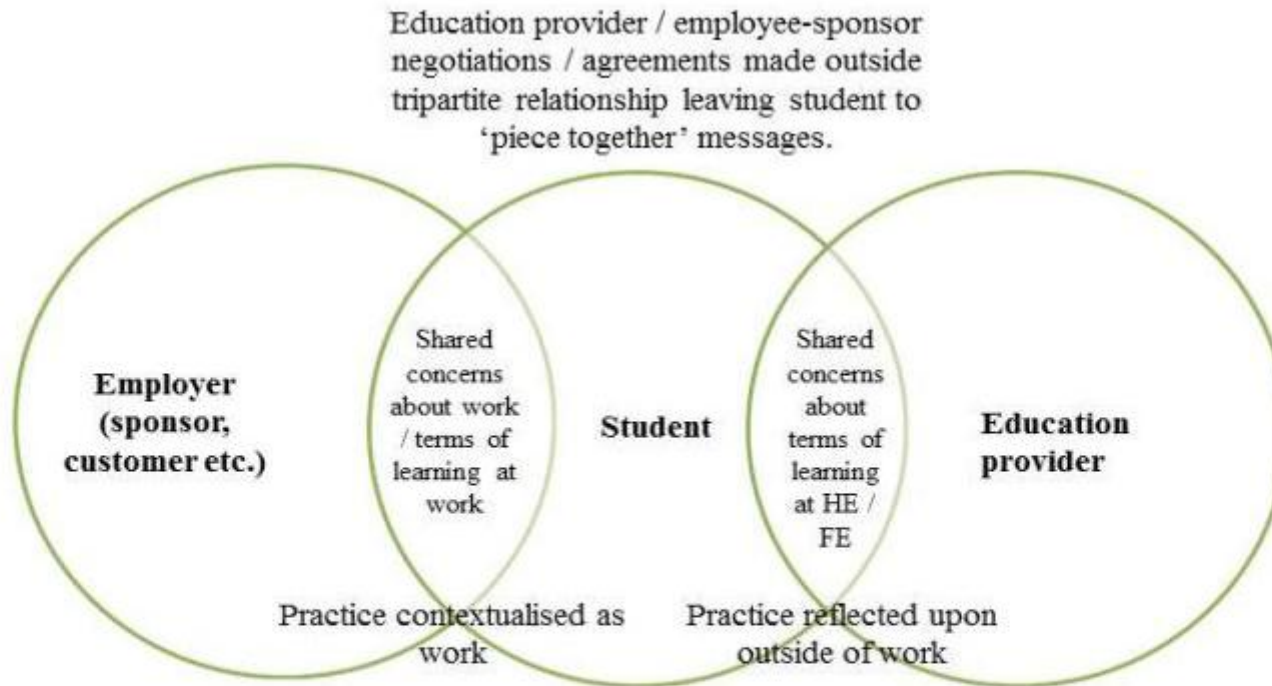 Education provider / employee-sponsor
negotiations / agreements made outside
tripartite relationship leaving student to
‘piece together’ messages.
Employer
(sponsor,
customer etc.)
Shared
concerns
about work
/ terms of
learning at
work
Student
Shared
concerns
about
terms of
learning
at HE /
FE
Education
provider
Practice contextualised as
work
Practice reflected upon
outside of work